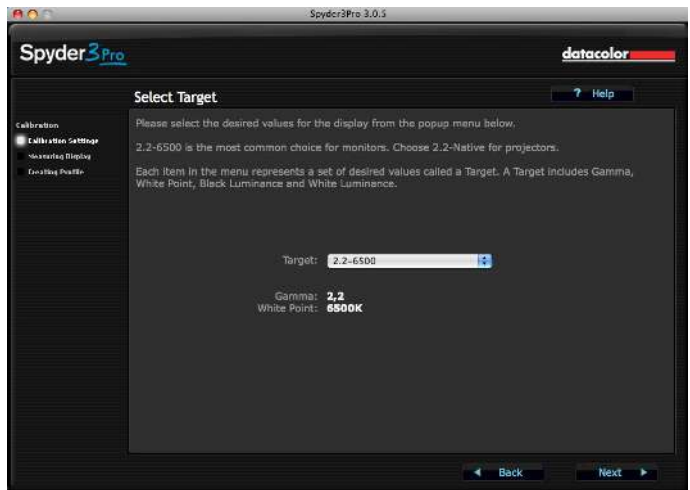 Spyder3Pro 3.0.5
Spyder3Pro
datacolor
Select Target
? Help
Calibration
Calibration Settings
Measuring Display
Creating Profile
Please select the desired values for the display from the popup menu below.
2.2-6500 is the most common choice for monitors. Choose 2.2-Native for projectors.
Each item in the menu represents a set of desired values called a Target. A Target includes Gamma,
White Point, Black Luminance and White Luminance.
Target: 2.2-6500
Gamma: 2,2
White Point: 6500K
Back
Next